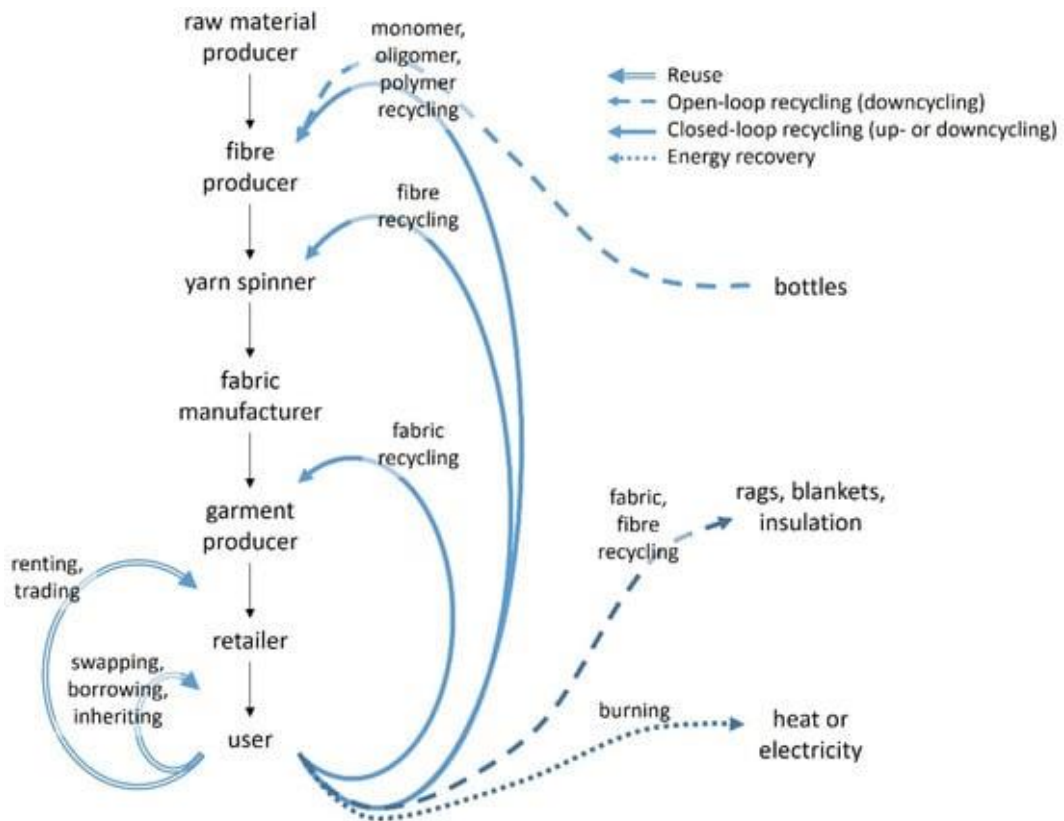 raw material
producer
monomer,
oligomer,
polymer
recycling
Reuse
Open-loop recycling (downcycling)
Closed-loop recycling (up- or downcycling)
Energy recovery
fibre
producer
fibre
recycling
yarn spinner
bottles
fabric
manufacturer
fabric
recycling
garment
producer
fabric,
fibre
recycling
rags, blankets,
insulation
renting,
trading
retailer
swapping,
borrowing,
inheriting
user
burning
heat or
electricity